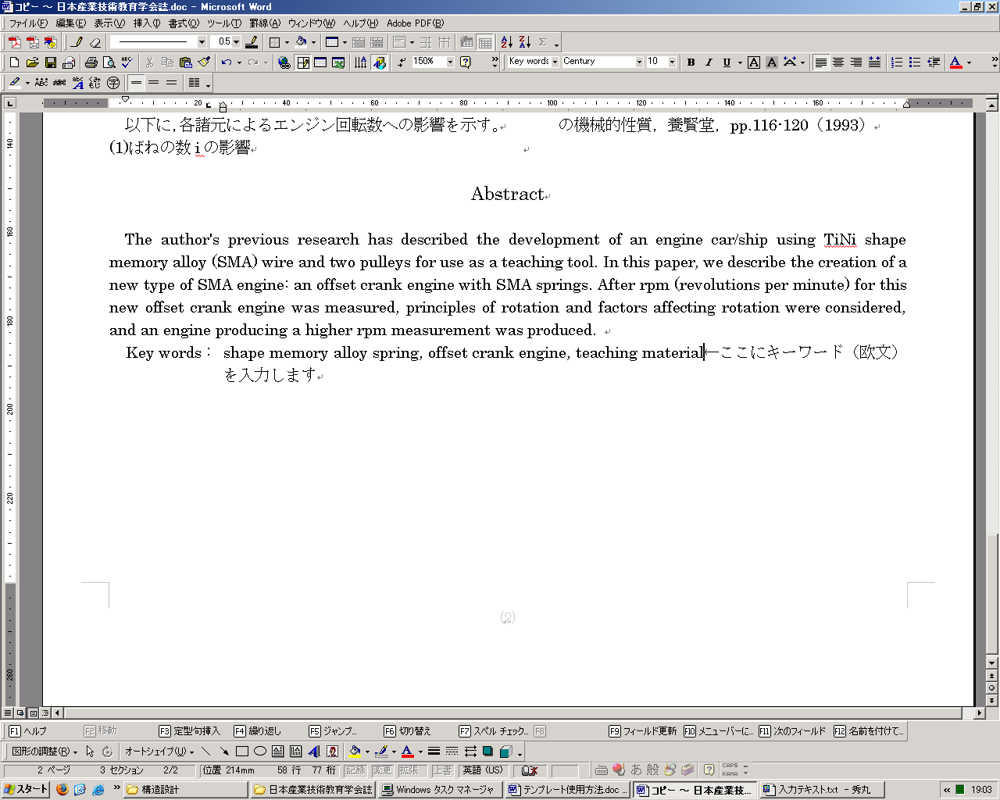 コピー ～ 日本産業技術教育学会誌.doc - Microsoft Word
ファイル(F) 編集(E) 表示(V) 挿入(I) 書式(O) ツール(T) 罫線(A) ウィンドウ(W) ヘルプ(H) Adobe PDF(B)
0.5
150% Key words Century 10 B I U A A A
20 40 60 80 100 120 140 160
以下に,各諸元によるエンジン回転数への影響を示す。
(1)ばねの数 i の影響
の機械的性質，養賢堂，pp.116-120（1993）
Abstract
The author's previous research has described the development of an engine car/ship using TiNi shape
memory alloy (SMA) wire and two pulleys for use as a teaching tool. In this paper, we describe the creation of a
new type of SMA engine: an offset crank engine with SMA springs. After rpm (revolutions per minute) for this
new offset crank engine was measured, principles of rotation and factors affecting rotation were considered,
and an engine producing a higher rpm measurement was produced.
Key words： shape memory alloy spring, offset crank engine, teaching material←ここにキーワード（欧文）
を入力します
(2)
140
160
180
200
220
260
F1 ヘルプ F2 移動 F3 定型句挿入 F4 繰り返し F5 ジャンプ... F6 切り替え F7 スペル チェック... F8 F9 フィールド更新 F10 メニューバーに... F11 次のフィールド F12 名前を付けて...
図形の調整(R) オートシェイプ(U)
2 ページ 3 セクション 2/2 位置 214mm 58 行 77 桁 記録 変更 拡張 上書 英語 (US) あ 般 CAPS KANA
スタート 構造設計 日本産業技術教育学会誌 Windows タスク マネージャ テンプレート使用方法.doc ... コピー ～ 日本産業技... 入力テキスト.txt - 秀丸 19:03